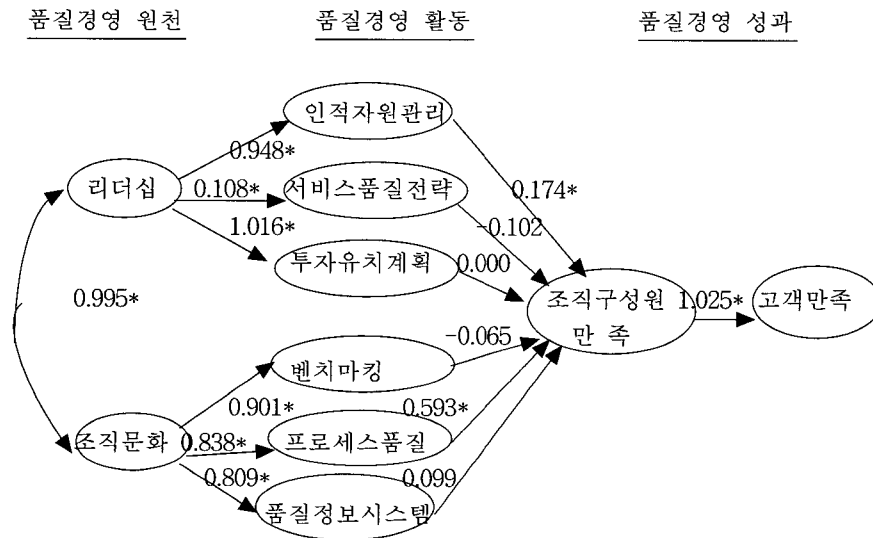 품질경영 원천 품질경영 활동 품질경영 성과
인적자원관리
0.948*
리더십 0.108* 서비스품질전략 0.174*
1.016* -0.102
투자유치계획 0.000
0.995* 조직구성원 1.025* 고객만족
만 족
-0.065
벤치마킹
0.901* 0.593*
조직문화 0.838* 프로세스품질
0.809* 0.099
품질정보시스템